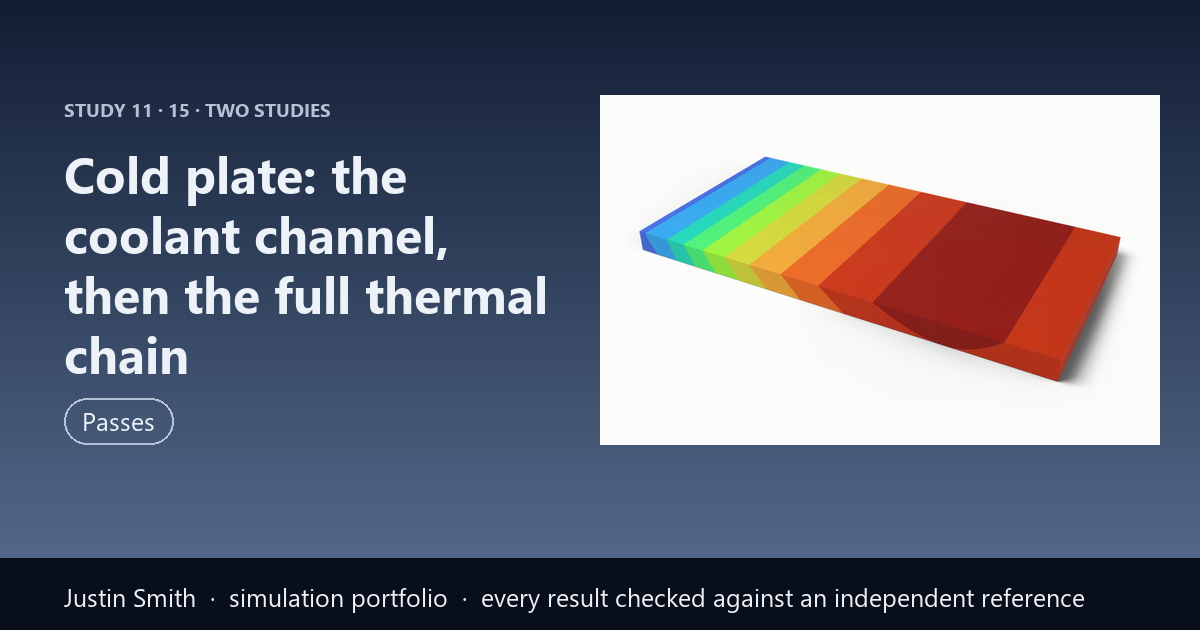 STUDY 11 · 15 · TWO STUDIES
Cold plate: the
coolant channel,
then the full thermal
chain
Passes
Justin Smith · simulation portfolio · every result checked against an independent reference